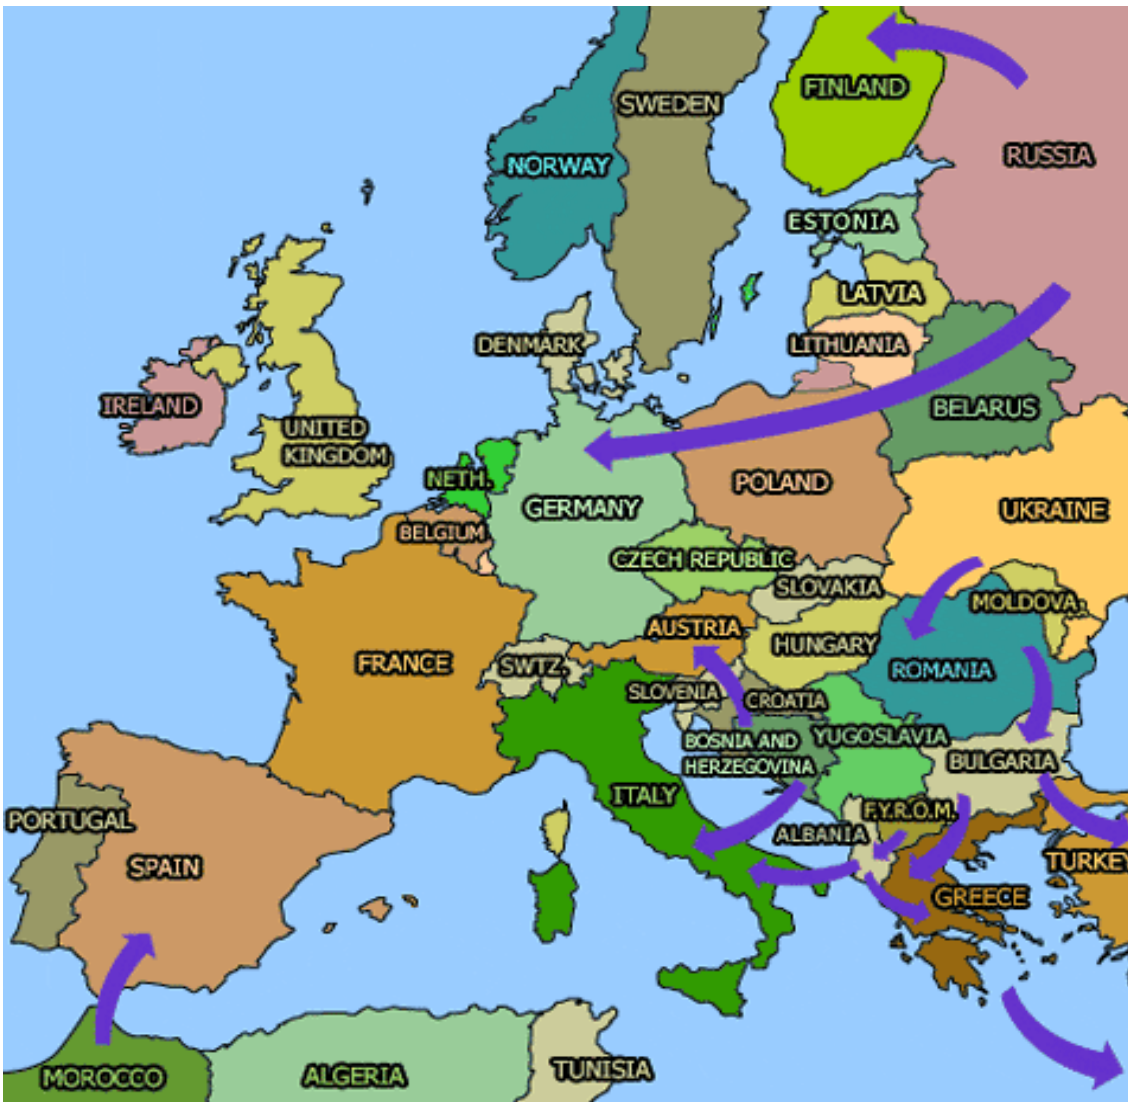 FINLAND
SWEDEN
RUSSIA
NORWAY
ESTONIA
LATVIA
DENMARK
LITHUANIA
IRELAND
BELARUS
UNITED
KINGDOM
NETH.
POLAND
GERMANY
UKRAINE
BELGIUM
CZECH REPUBLIC
SLOVAKIA
MOLDOVA
AUSTRIA
HUNGARY
FRANCE
SWTZ.
ROMANIA
SLOVENIA
CROATIA
BOSNIA AND
HERZEGOVINA
YUGOSLAVIA
BULGARIA
ITALY
F.Y.R.O.M.
PORTUGAL
ALBANIA
SPAIN
TURKEY
GREECE
MOROCCO
ALGERIA
TUNISIA